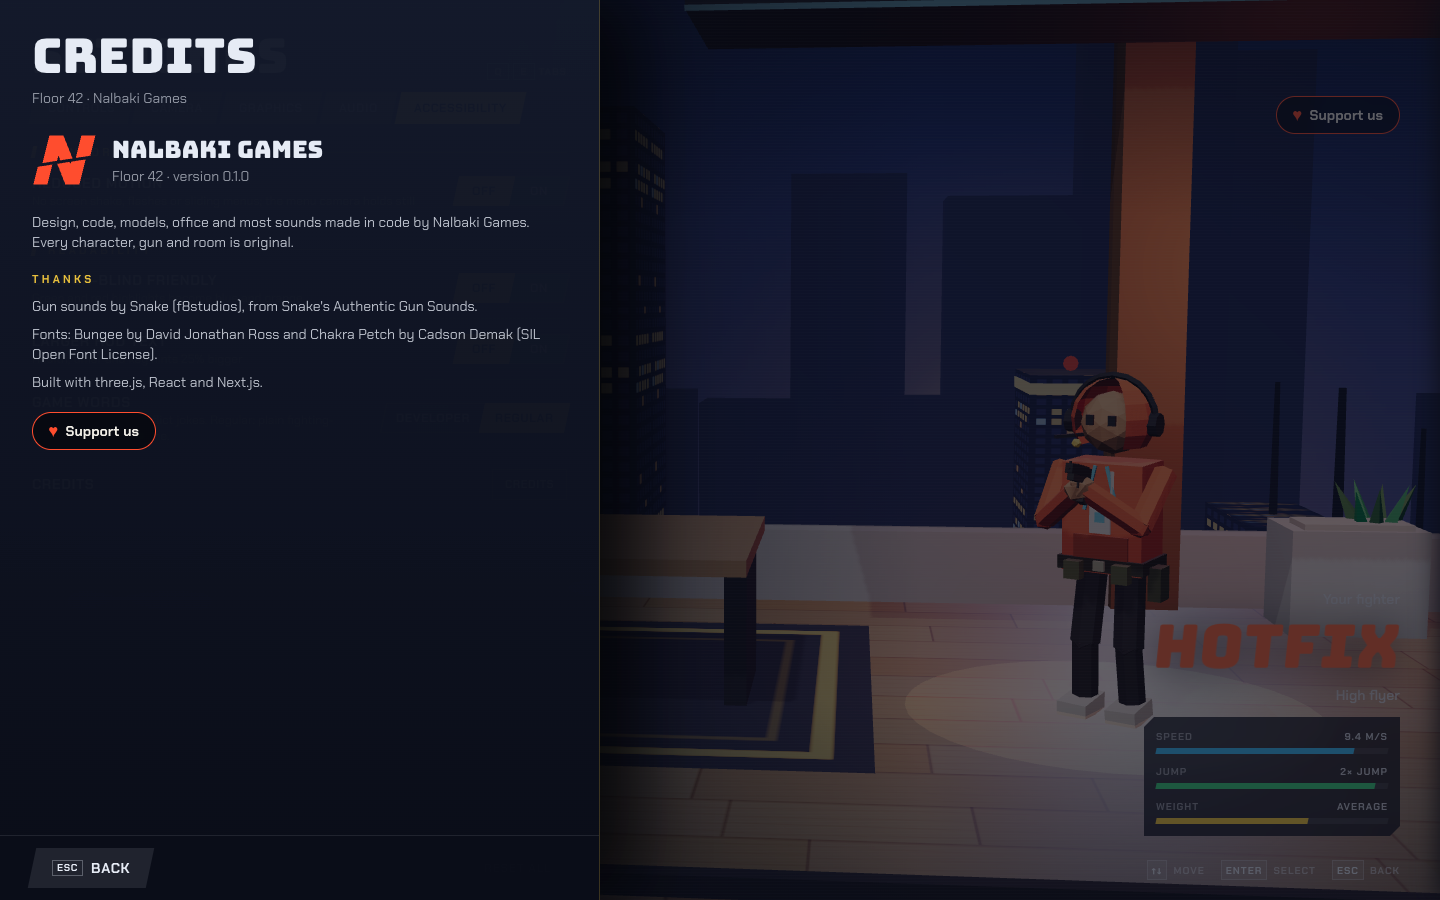 CREDITS
Floor 42 · Nalbaki Games
NALBAKI GAMES
Floor 42 · version 0.1.0
Design, code, models, office and most sounds made in code by Nalbaki Games.
Every character, gun and room is original.
THANKS
Gun sounds by Snake (f8studios), from Snake's Authentic Gun Sounds.
Fonts: Bungee by David Jonathan Ross and Chakra Petch by Cadson Demak (SIL
Open Font License).
Built with three.js, React and Next.js.
♥ Support us
ESC BACK
♥ Support us
Your fighter
HOTFIX
High flyer
SPEED 9.4 M/S
JUMP 2× JUMP
WEIGHT AVERAGE
↑↓ MOVE ENTER SELECT ESC BACK